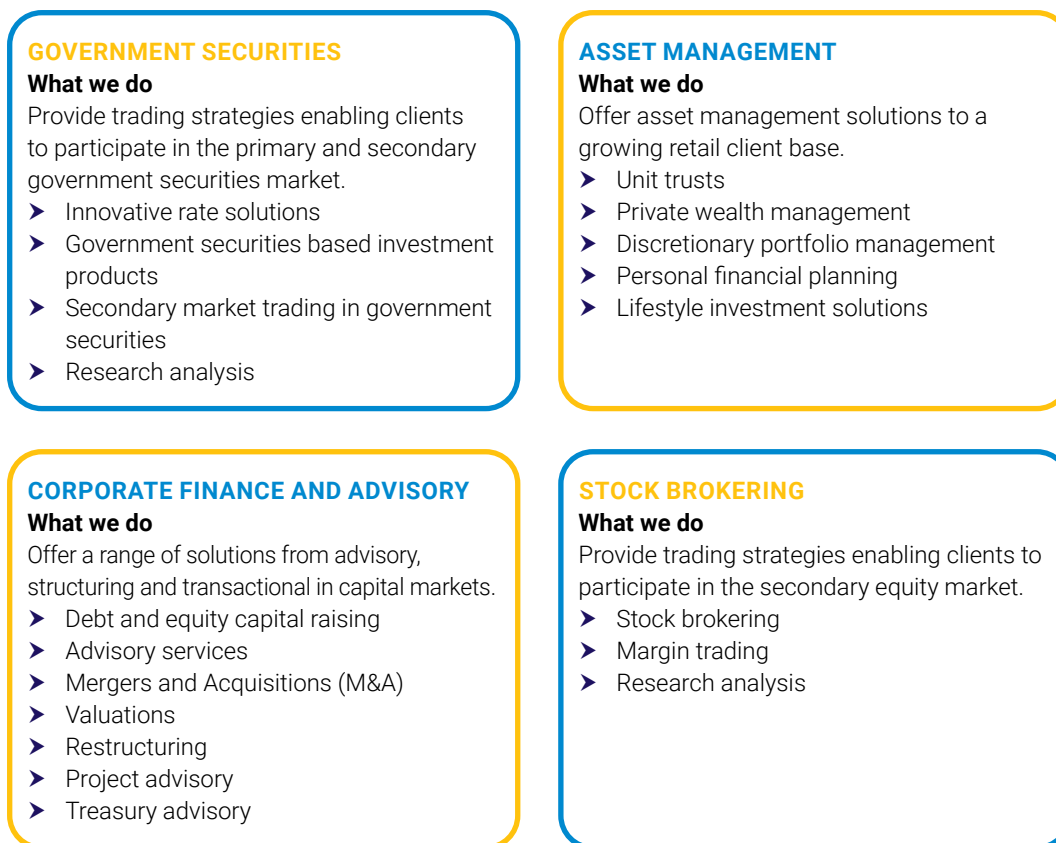 GOVERNMENT SECURITIES
What we do
Provide trading strategies enabling clients
to participate in the primary and secondary
government securities market.
➤ Innovative rate solutions
➤ Government securities based investment
products
➤ Secondary market trading in government
securities
➤ Research analysis
ASSET MANAGEMENT
What we do
Offer asset management solutions to a
growing retail client base.
➤ Unit trusts
➤ Private wealth management
➤ Discretionary portfolio management
➤ Personal financial planning
➤ Lifestyle investment solutions
CORPORATE FINANCE AND ADVISORY
What we do
Offer a range of solutions from advisory,
structuring and transactional in capital markets.
➤ Debt and equity capital raising
➤ Advisory services
➤ Mergers and Acquisitions (M&A)
➤ Valuations
➤ Restructuring
➤ Project advisory
➤ Treasury advisory
STOCK BROKERING
What we do
Provide trading strategies enabling clients to
participate in the secondary equity market.
➤ Stock brokering
➤ Margin trading
➤ Research analysis